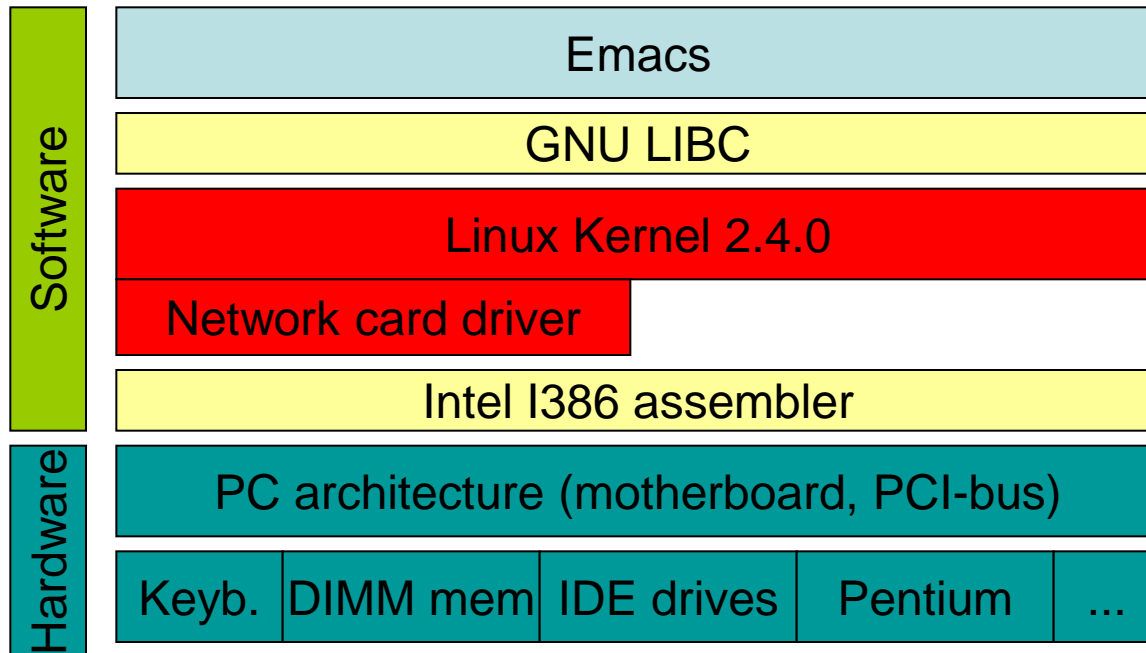 Software
Emacs
GNU LIBC
Linux Kernel 2.4.0
Network card driver
Intel I386 assembler
Hardware
PC architecture (motherboard, PCI-bus)
Keyb.
DIMM mem
IDE drives
Pentium
...